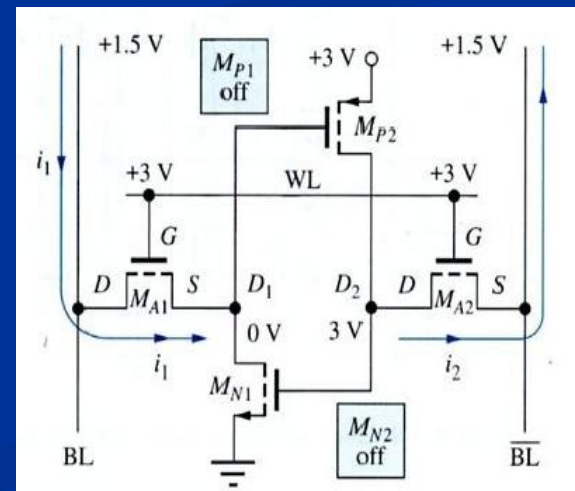 +1.5 V
M_P1
off
+3 V
+1.5 V
M_P2
i_1
+3 V
WL
+3 V
G
G
D
M_A1
S
D_1
D_2
D
M_A2
S
0 V
3 V
i_1
i_2
M_N1
M_N2
off
BL
B̅L̅